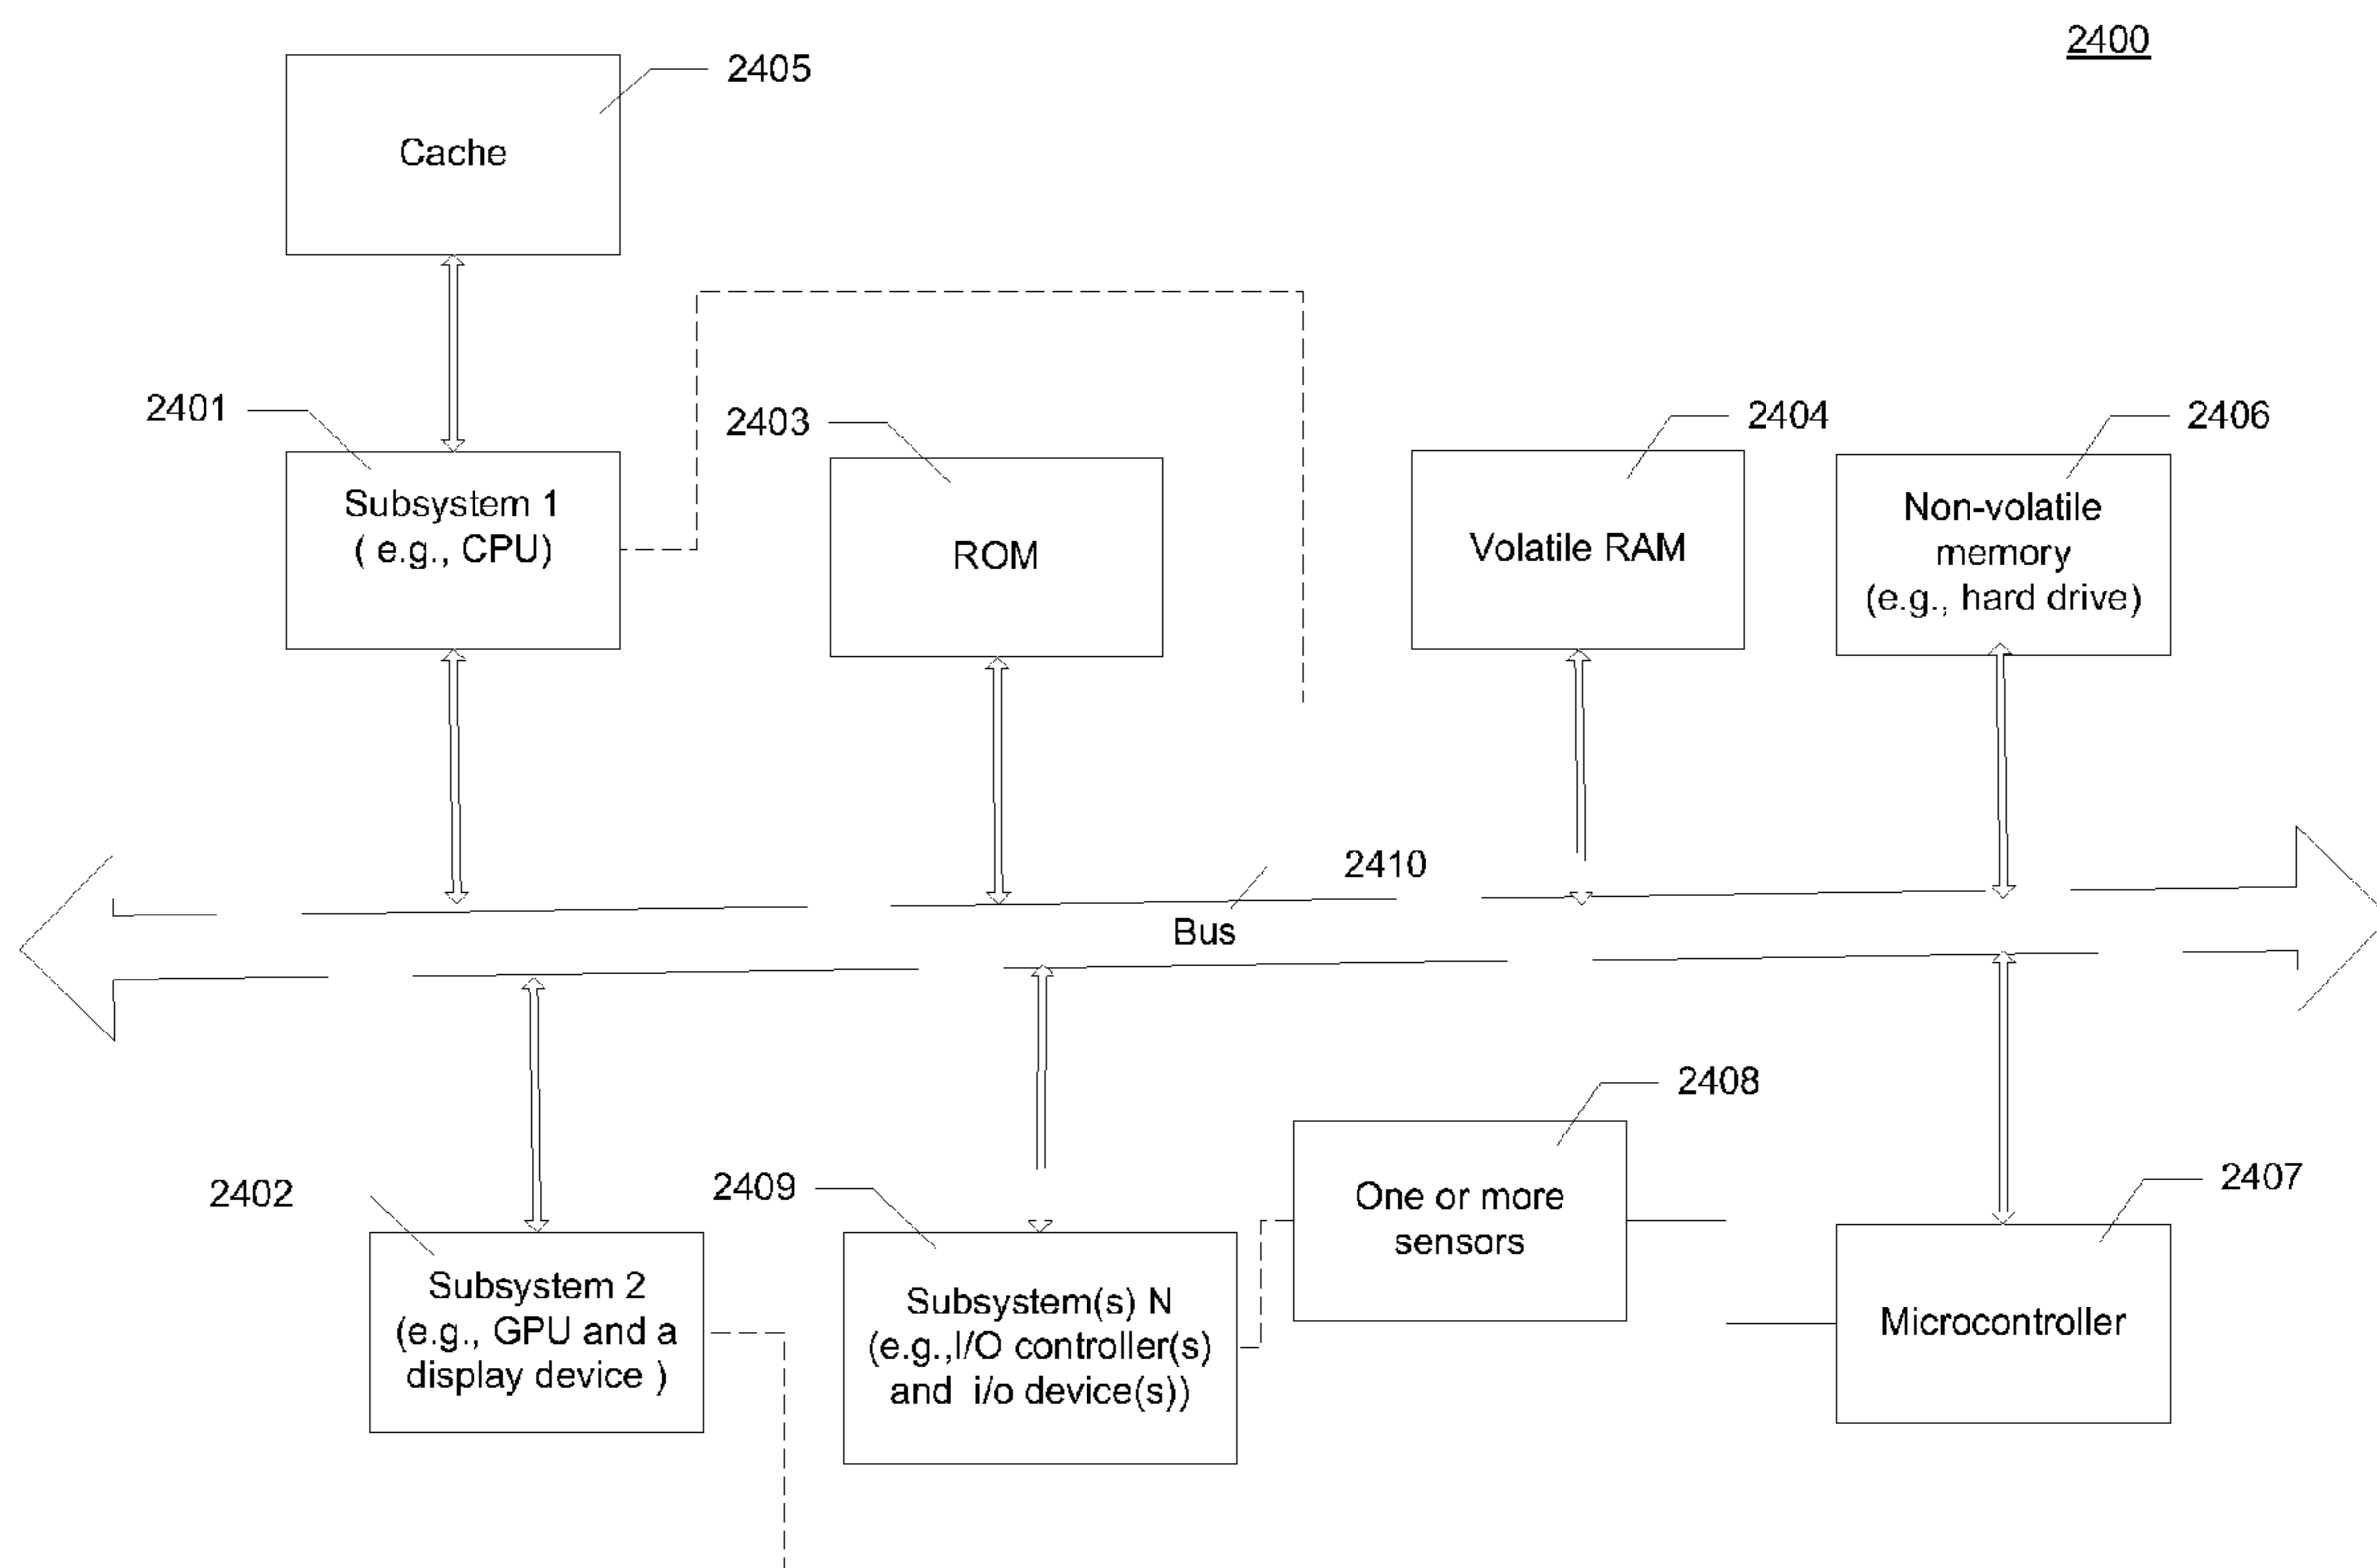 2400
2405
Cache
2401
2403
2404
2406
Subsystem 1
( e.g., CPU)
ROM
Volatile RAM
Non-volatile
memory
(e.g., hard drive)
2410
Bus
2408
2402
2409
2407
One or more
sensors
Subsystem 2
(e.g., GPU and a
display device )
Subsystem(s) N
(e.g.,I/O controller(s)
and i/o device(s))
Microcontroller